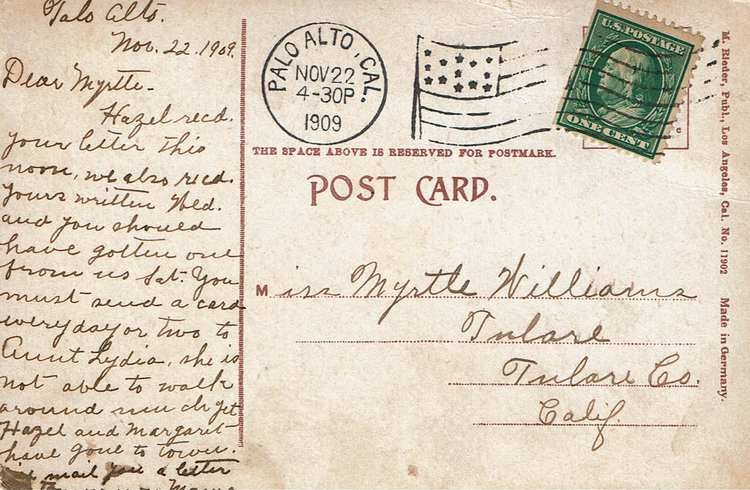 Palo Alto.
Nov. 22. 1909.
Dear Myrtle-
Hazel recd.
your letter this
noon, we also recd.
yours written Wed.
and you should
have gotten one
from us Sat. You
must send a card
every day or two to
Aunt Lydia, she is
not able to walk
around much yet
Hazel and Margaret
have gone to town.
mail you a letter
PALO ALTO, CAL.
NOV 22
4-30P
1909
U.S. POSTAGE
ONE CENT
THE SPACE ABOVE IS RESERVED FOR POSTMARK.
POST CARD.
Miss Myrtle Williams
Tulare
Tulare Co.
Calif.
M. Rieder, Publ., Los Angeles, Cal. No. 11902 Made in Germany.